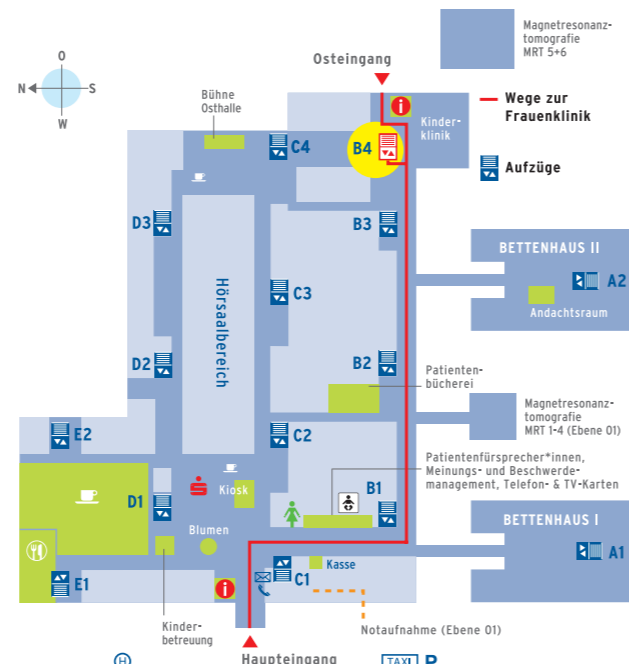 Magnetresonanz-
tomografie
MRT 5+6
O
N
S
W
Osteingang
Bühne
Osthalle
i
Kinder-
klinik
Wege zur
Frauenklinik
Aufzüge
C4
B4
D3
B3
BETTENHAUS II
A2
Andachtsraum
Hörsaalbereich
C3
D2
B2
Patienten-
bücherei
Magnetresonanz-
tomografie
MRT 1-4 (Ebene 01)
E2
C2
Patientenfürsprecher*innen,
Meinungs- und Beschwerde-
management, Telefon- & TV-Karten
Kiosk
D1
B1
BETTENHAUS I
Blumen
A1
E1
i
C1
Kasse
Kinder-
betreuung
Notaufnahme (Ebene 01)
H
Haupteingang
TAXI
P